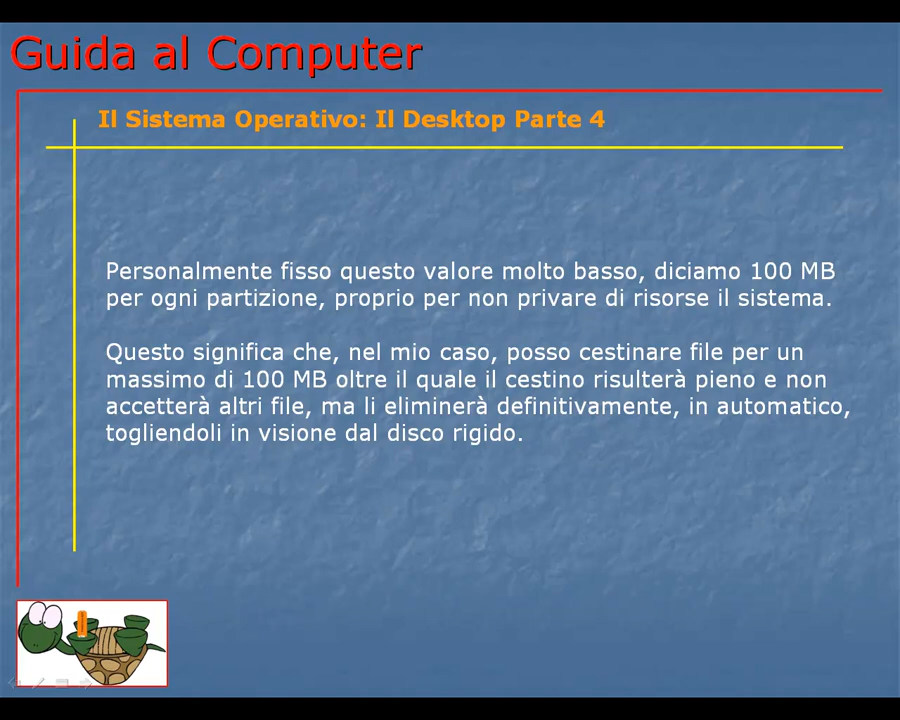 Guida al Computer
Il Sistema Operativo: Il Desktop Parte 4
Personalmente fisso questo valore molto basso, diciamo 100 MB
per ogni partizione, proprio per non privare di risorse il sistema.
Questo significa che, nel mio caso, posso cestinare file per un
massimo di 100 MB oltre il quale il cestino risulterà pieno e non
accetterà altri file, ma li eliminerà definitivamente, in automatico,
togliendoli in visione dal disco rigido.